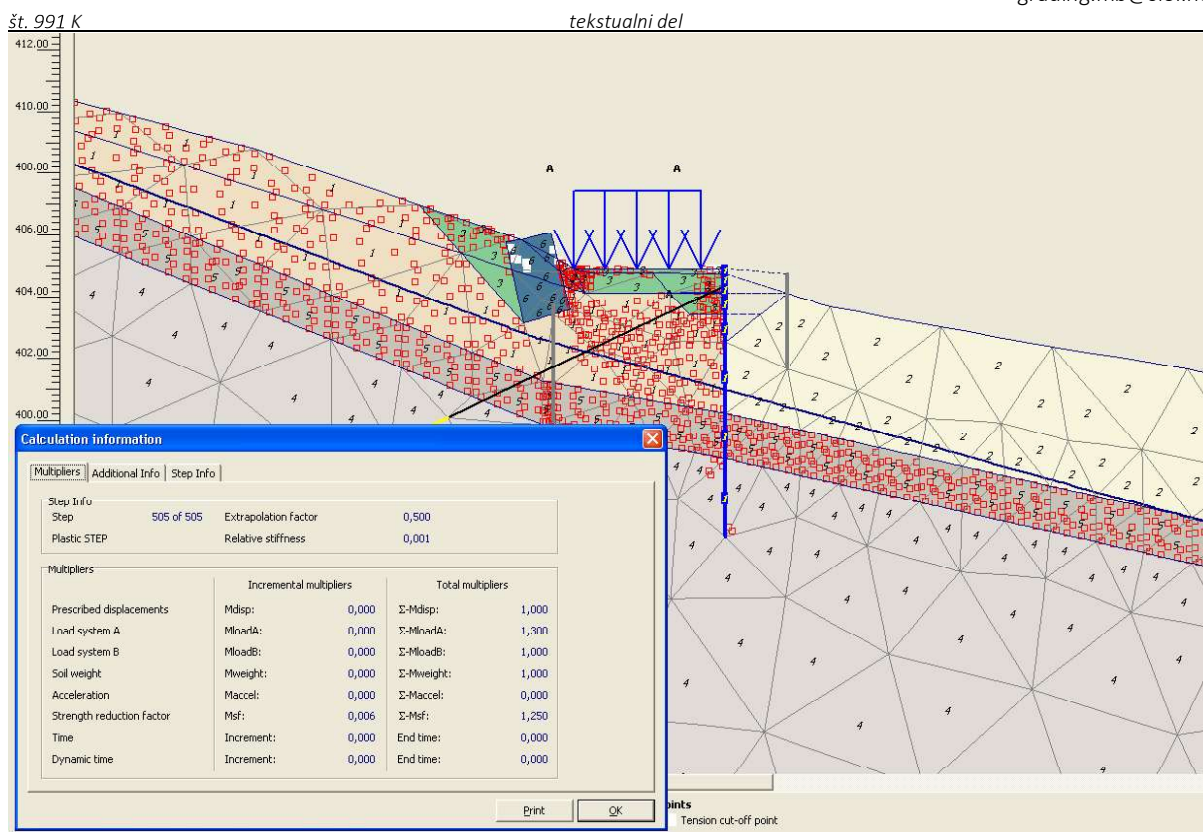 št. 991 K
tekstualni del
412.00
410.00
400.00
406.00
404.00
402.00
400.00
A A
A
Calculation information
Multipliers Additional Info Step Info
Step Info
Step 505 of 505 Extrapolation factor 0,500
Plastic STEP Relative stiffness 0,001
Multipliers
Incremental multipliers Total multipliers
Prescribed displacements Mdisp: 0,000 Σ-Mdisp: 1,000
Load system A MloadA: 0,000 Σ-MloadA: 1,300
Load system B MloadB: 0,000 Σ-MloadB: 1,000
Soil weight Mweight: 0,000 Σ-Mweight: 1,000
Acceleration Maccel: 0,000 Σ-Maccel: 0,000
Strength reduction factor Msf: 0,006 Σ-Msf: 1,250
Time Increment: 0,000 End time: 0,000
Dynamic time Increment: 0,000 End time: 0,000
Print OK
Tension cut-off point